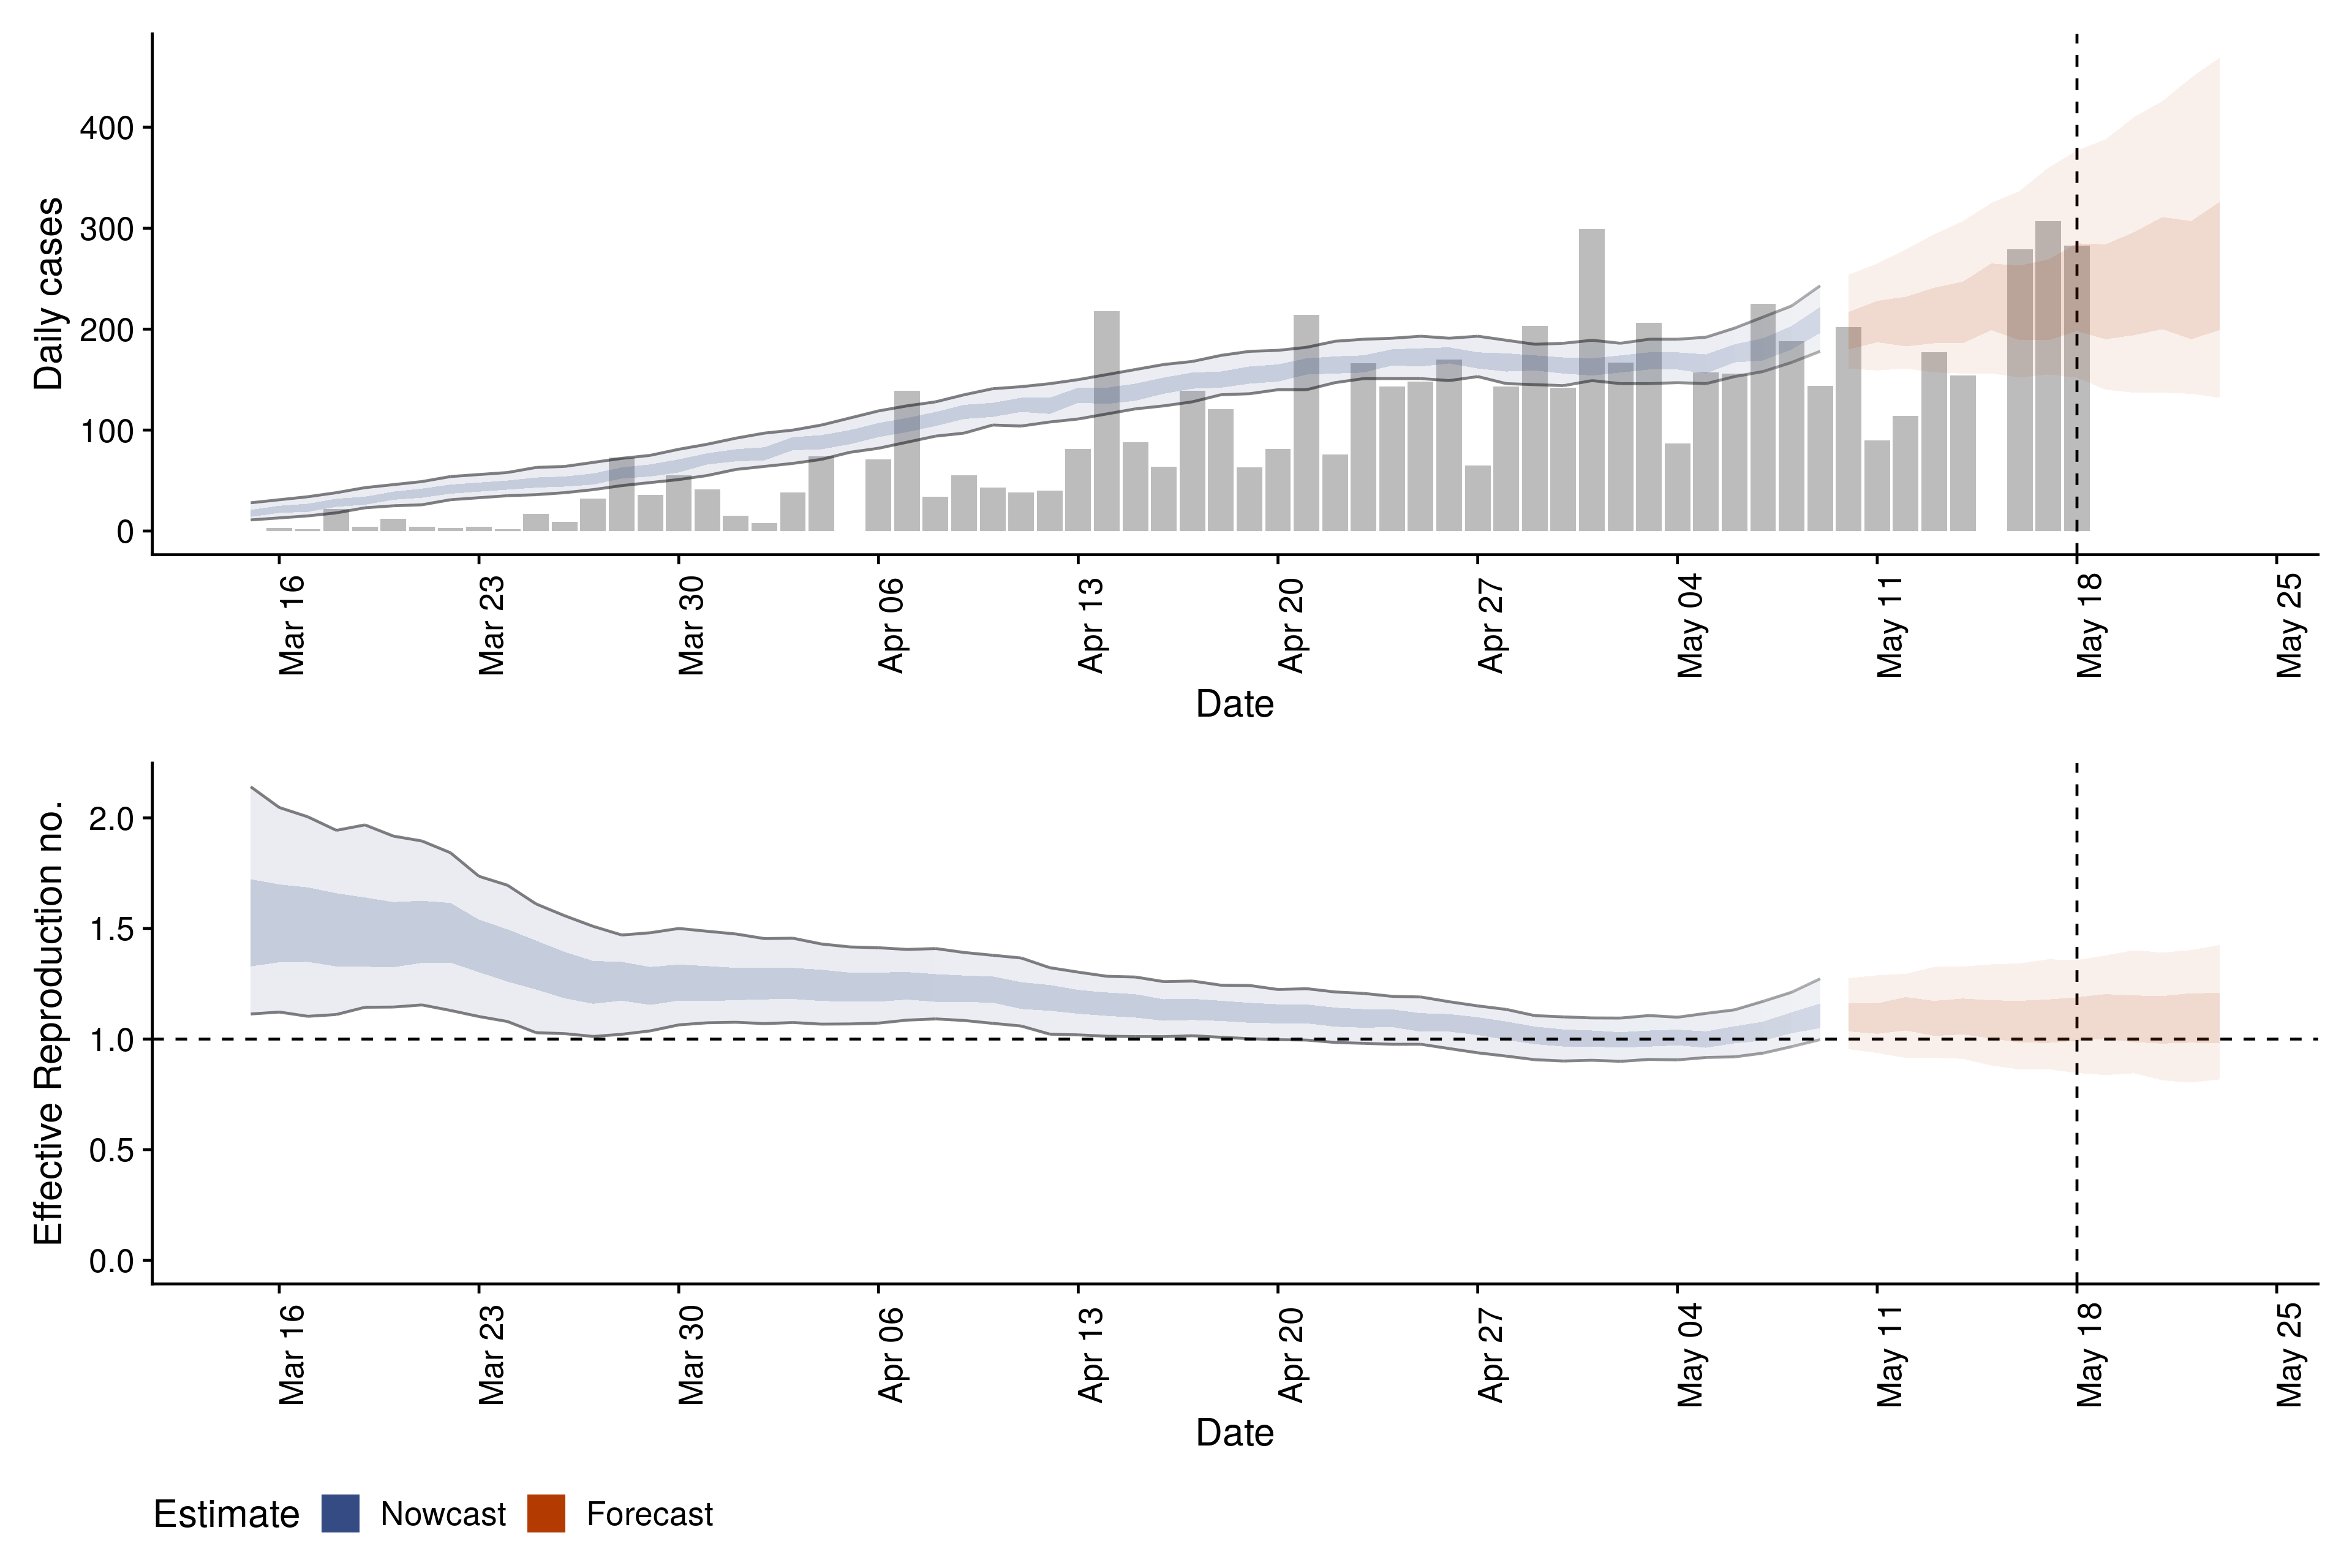 Daily cases
400
300
200
100
0
Mar 16
Mar 23
Mar 30
Apr 06
Apr 13
Apr 20
Apr 27
May 04
May 11
May 18
May 25
Date
Effective Reproduction no.
2.0
1.5
1.0
0.5
0.0
Mar 16
Mar 23
Mar 30
Apr 06
Apr 13
Apr 20
Apr 27
May 04
May 11
May 18
May 25
Date
Estimate Nowcast Forecast